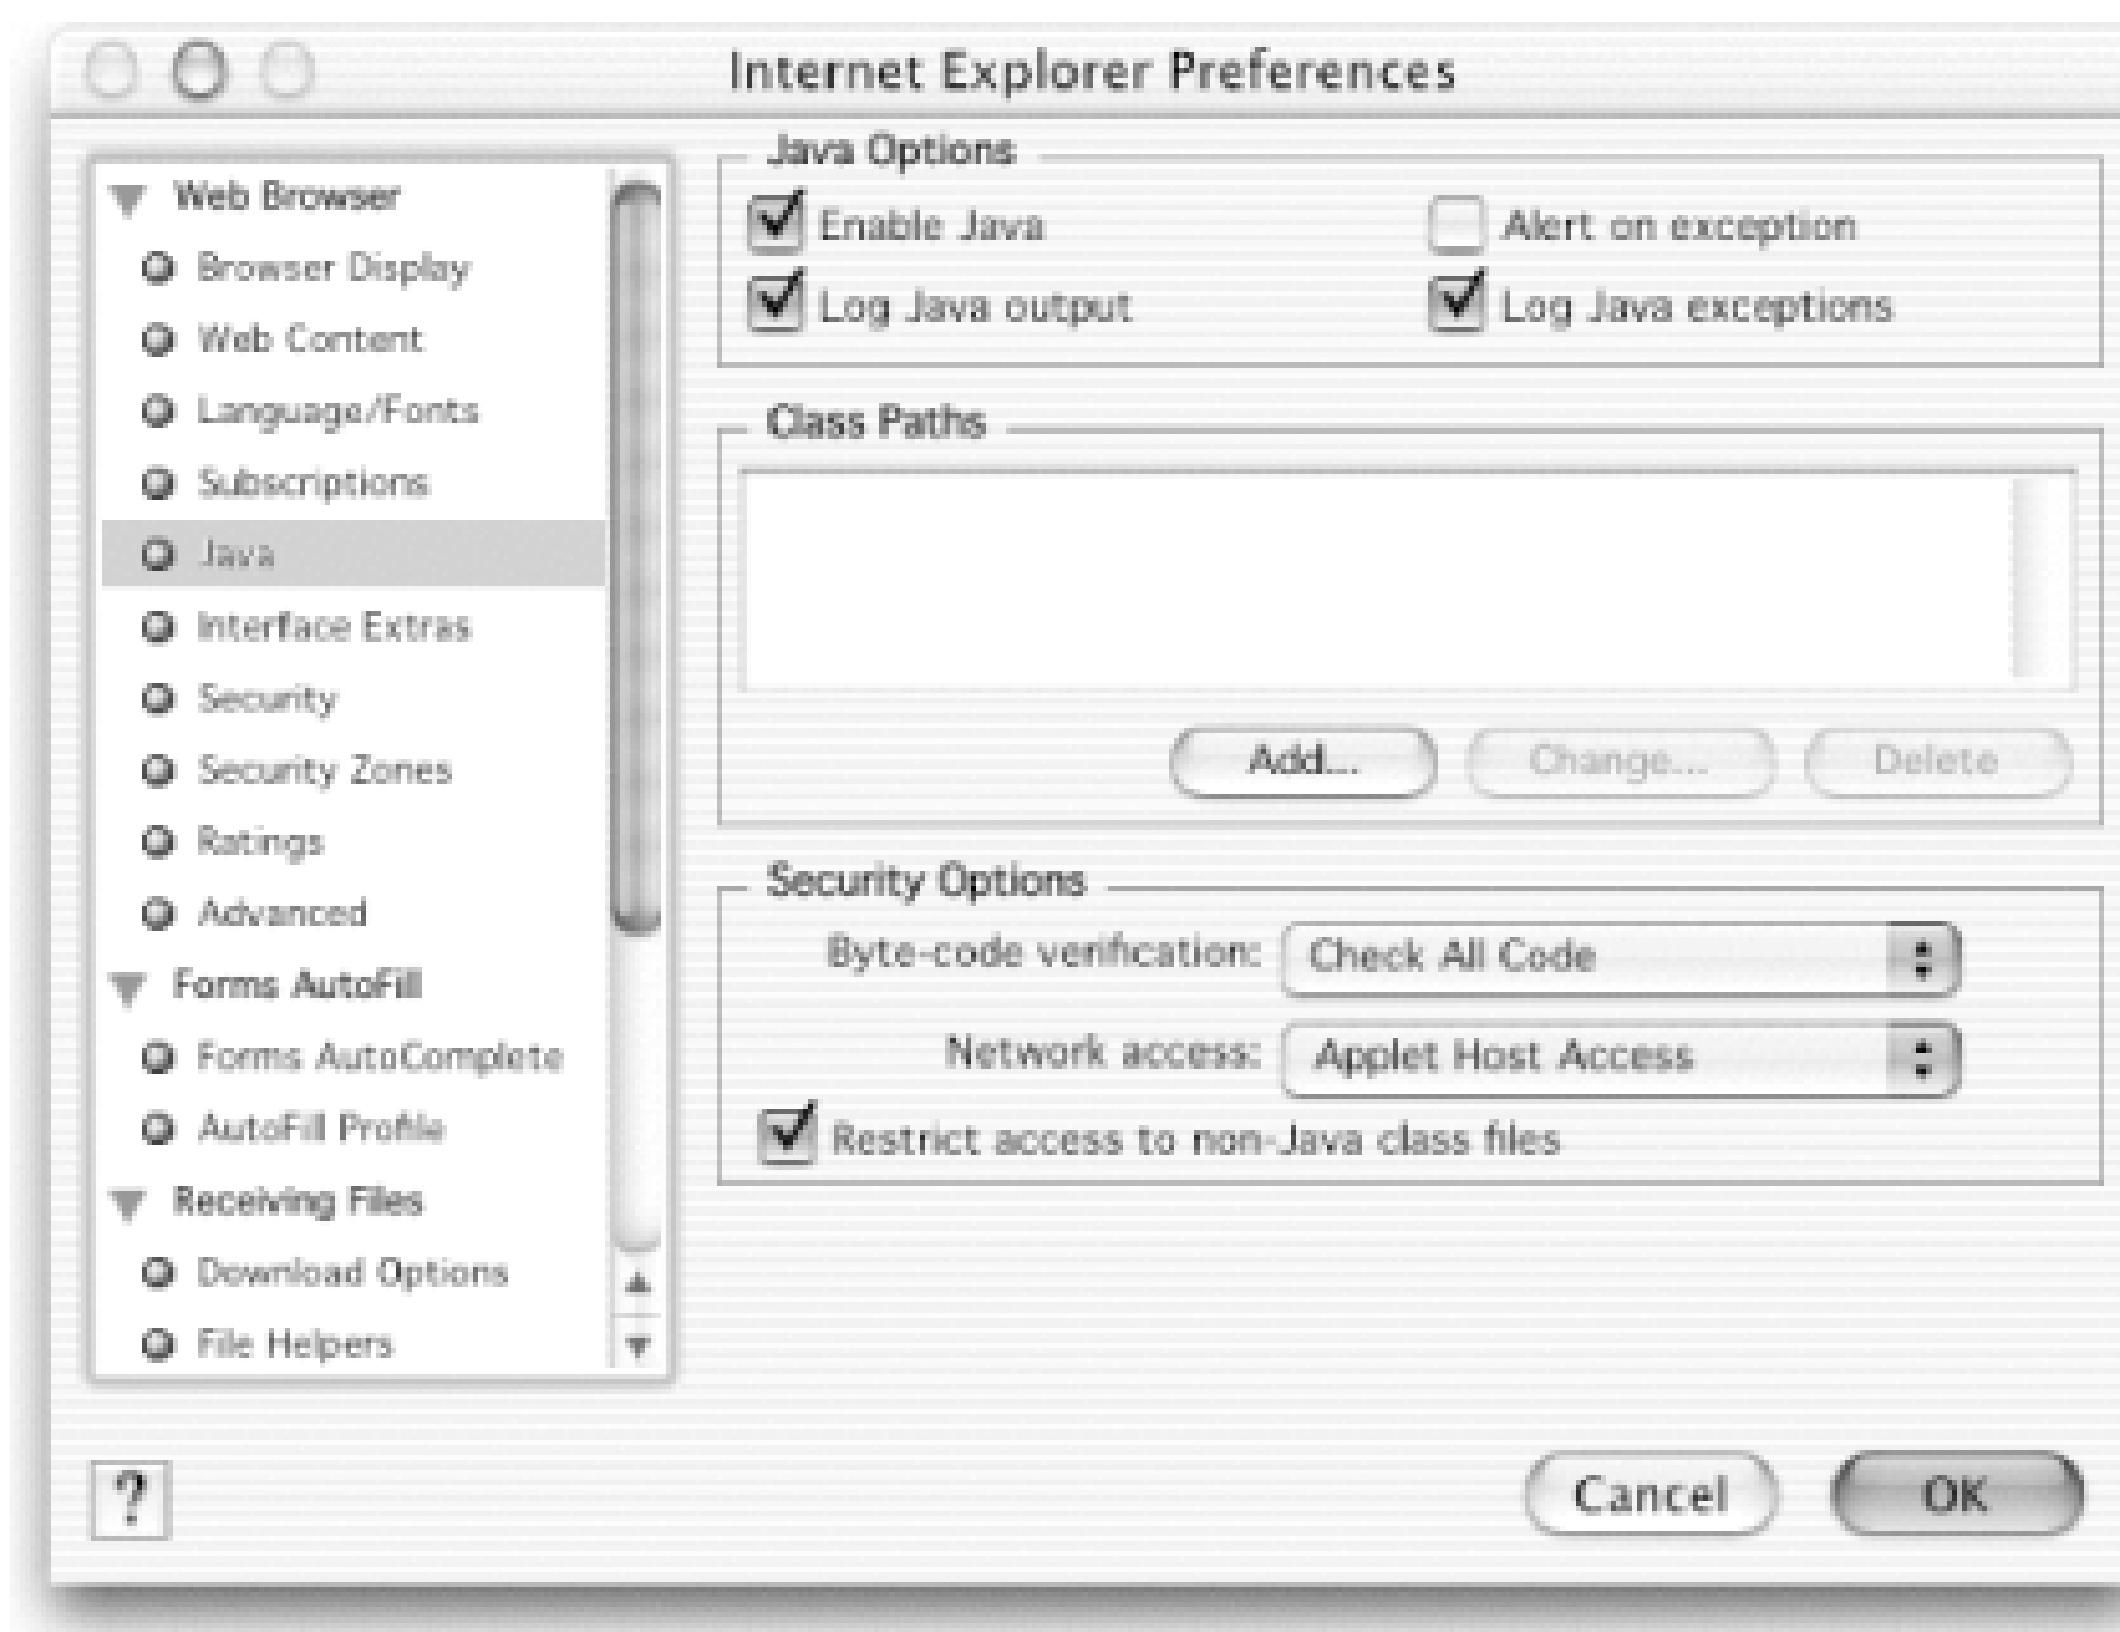 Internet Explorer Preferences
Web Browser
Browser Display
Web Content
Language/Fonts
Subscriptions
Java
Interface Extras
Security
Security Zones
Ratings
Advanced
Forms AutoFill
Forms AutoComplete
AutoFill Profile
Receiving Files
Download Options
File Helpers
Java Options
Enable Java
Alert on exception
Log Java output
Log Java exceptions
Class Paths
Add...
Change...
Delete
Security Options
Byte-code verification: Check All Code
Network access: Applet Host Access
Restrict access to non-Java class files
?
Cancel
OK